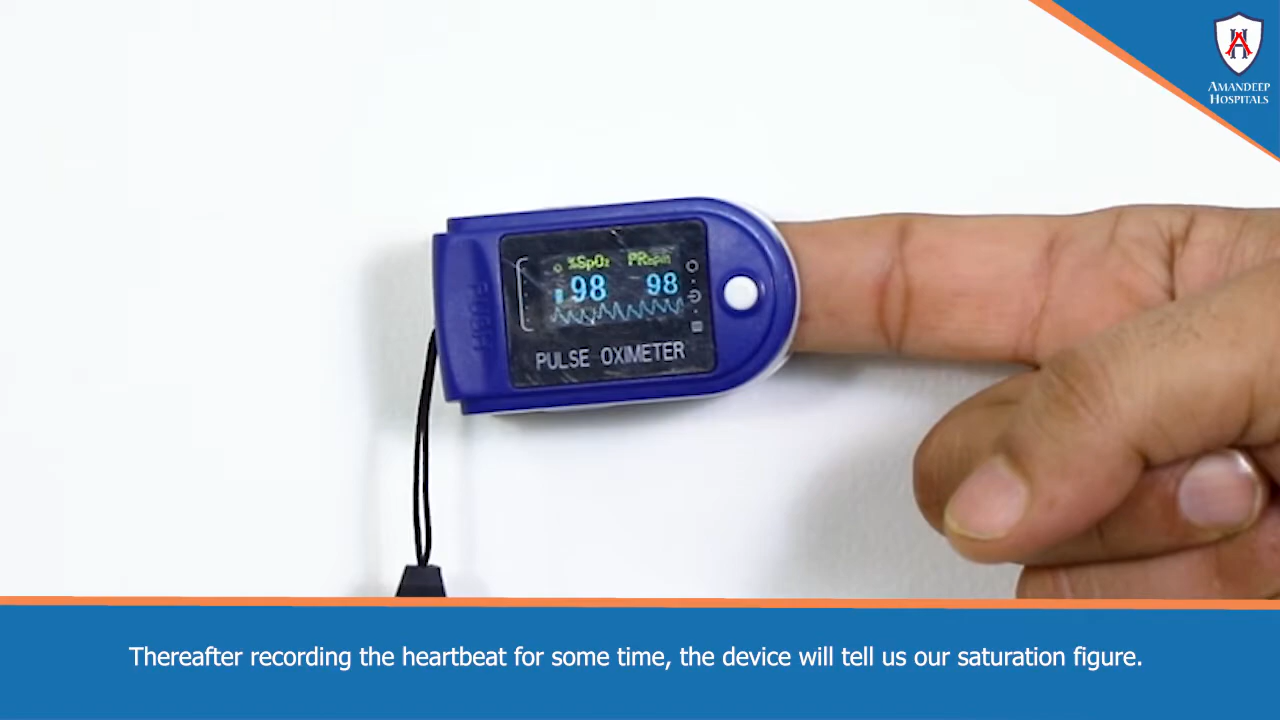 AMANDEEP
HOSPITALS
%SpO₂ PRbpm
98 98
PULSE OXIMETER
Thereafter recording the heartbeat for some time, the device will tell us our saturation figure.